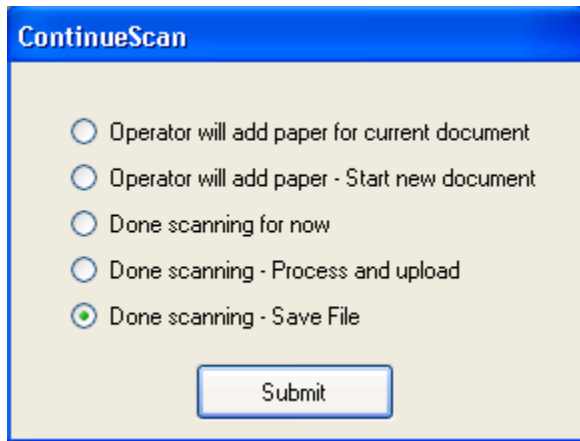 ContinueScan
Operator will add paper for current document
Operator will add paper - Start new document
Done scanning for now
Done scanning - Process and upload
Done scanning - Save File
Submit